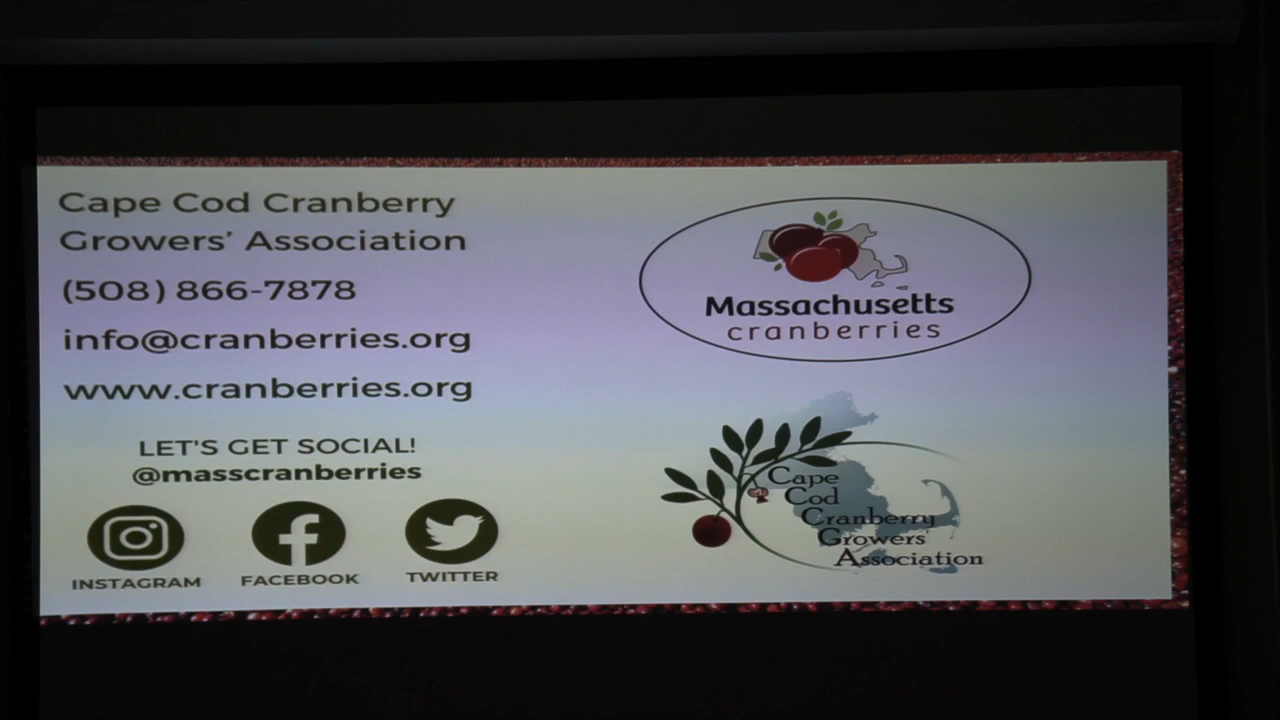 Cape Cod Cranberry
Growers' Association
(508) 866-7878
info@cranberries.org
www.cranberries.org
LET'S GET SOCIAL!
@masscranberries
INSTAGRAM
FACEBOOK
TWITTER
Massachusetts
cranberries
Cape
Cod
Cranberry
Growers'
Association